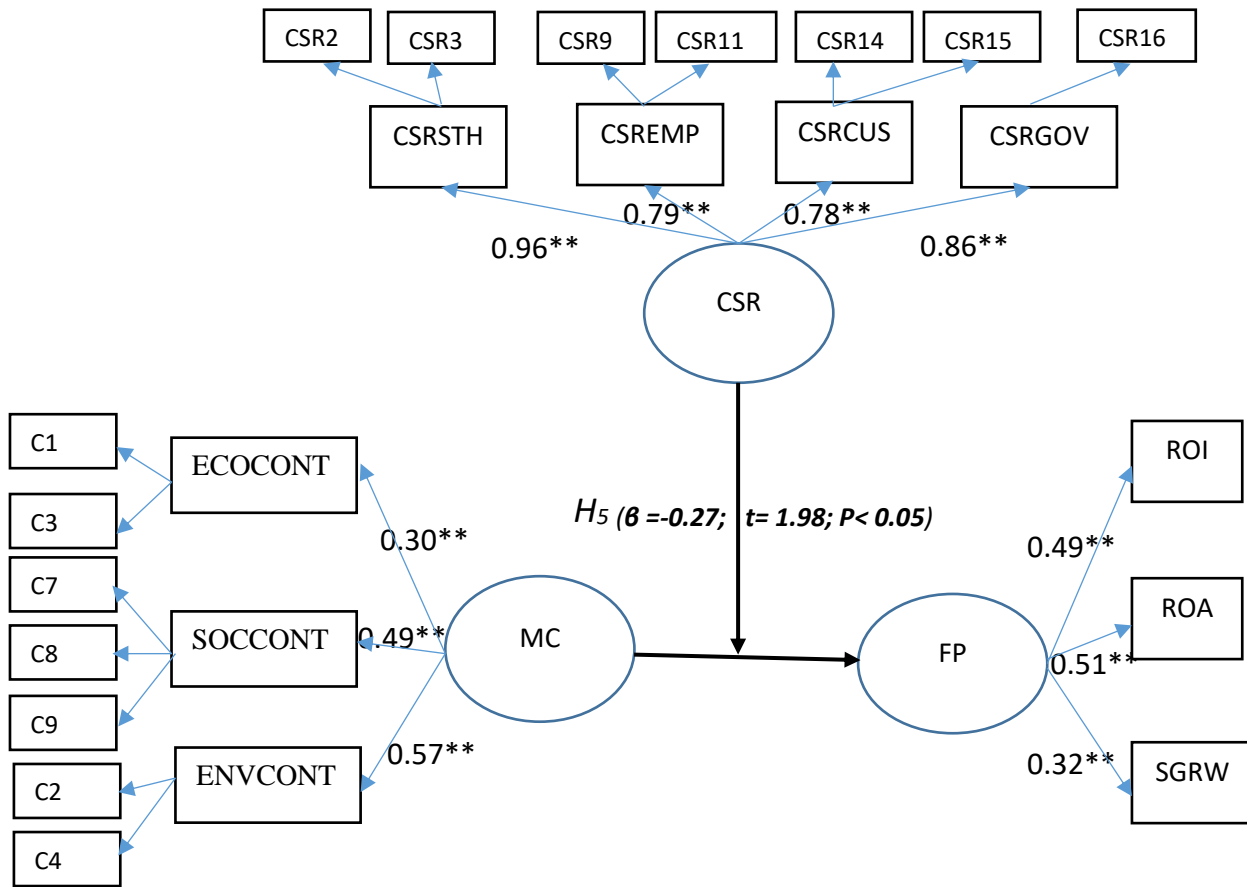 CSR2 CSR3 CSR9 CSR11 CSR14 CSR15 CSR16
CSRSTH CSREMP CSRCUS CSRGOV
0.79** 0.78**
0.96** 0.86**
CSR
C1
ECOCONT
ROI
C3
H5 (β =-0.27; t= 1.98; P< 0.05)
0.30** 0.49**
C7
SOCCONT 0.49** MC FP ROA
C8
0.51**
C9
0.57** 0.32**
ENVCONT SGRW
C2
C4